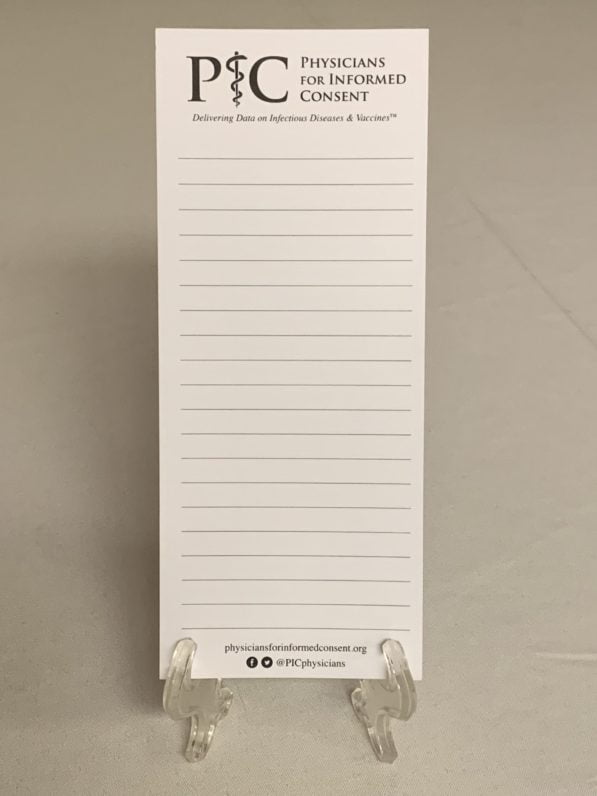 PIC
PHYSICIANS
FOR INFORMED
CONSENT
Delivering Data on Infectious Diseases & Vaccines™
physiciansforinformedconsent.org
@PICphysicians